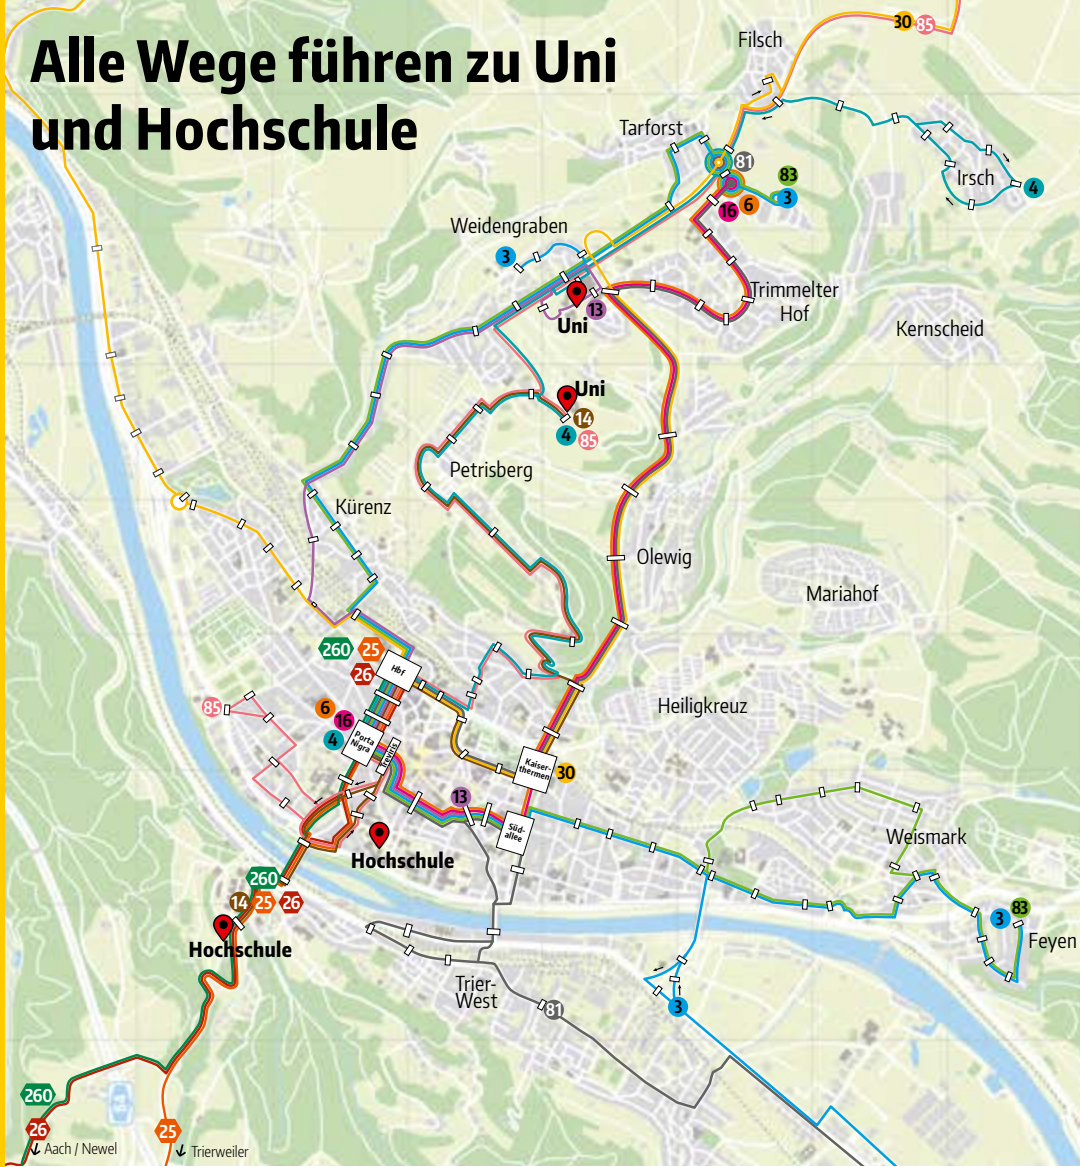 Alle Wege führen zu Uni
und Hochschule
30 85
Filsch
Tarforst
81
83
Irsch
4
3
16 6
Weidengraben
3
Trimmelter
Hof
13
Uni
Kernscheid
Uni
14
4
85
Petrisberg
Kürenz
Olewig
Mariahof
260 25
26
Hbf
85
6
16
4
Porta
Nigra
Treviris
Heiligkreuz
Kaiser-
thermen
30
13
Süd-
allee
Weismark
Hochschule
260
14 25 26
Hochschule
83
3
Feyen
Trier-
West
81
3
260
26
25
Aach / Newel
Trierweiler